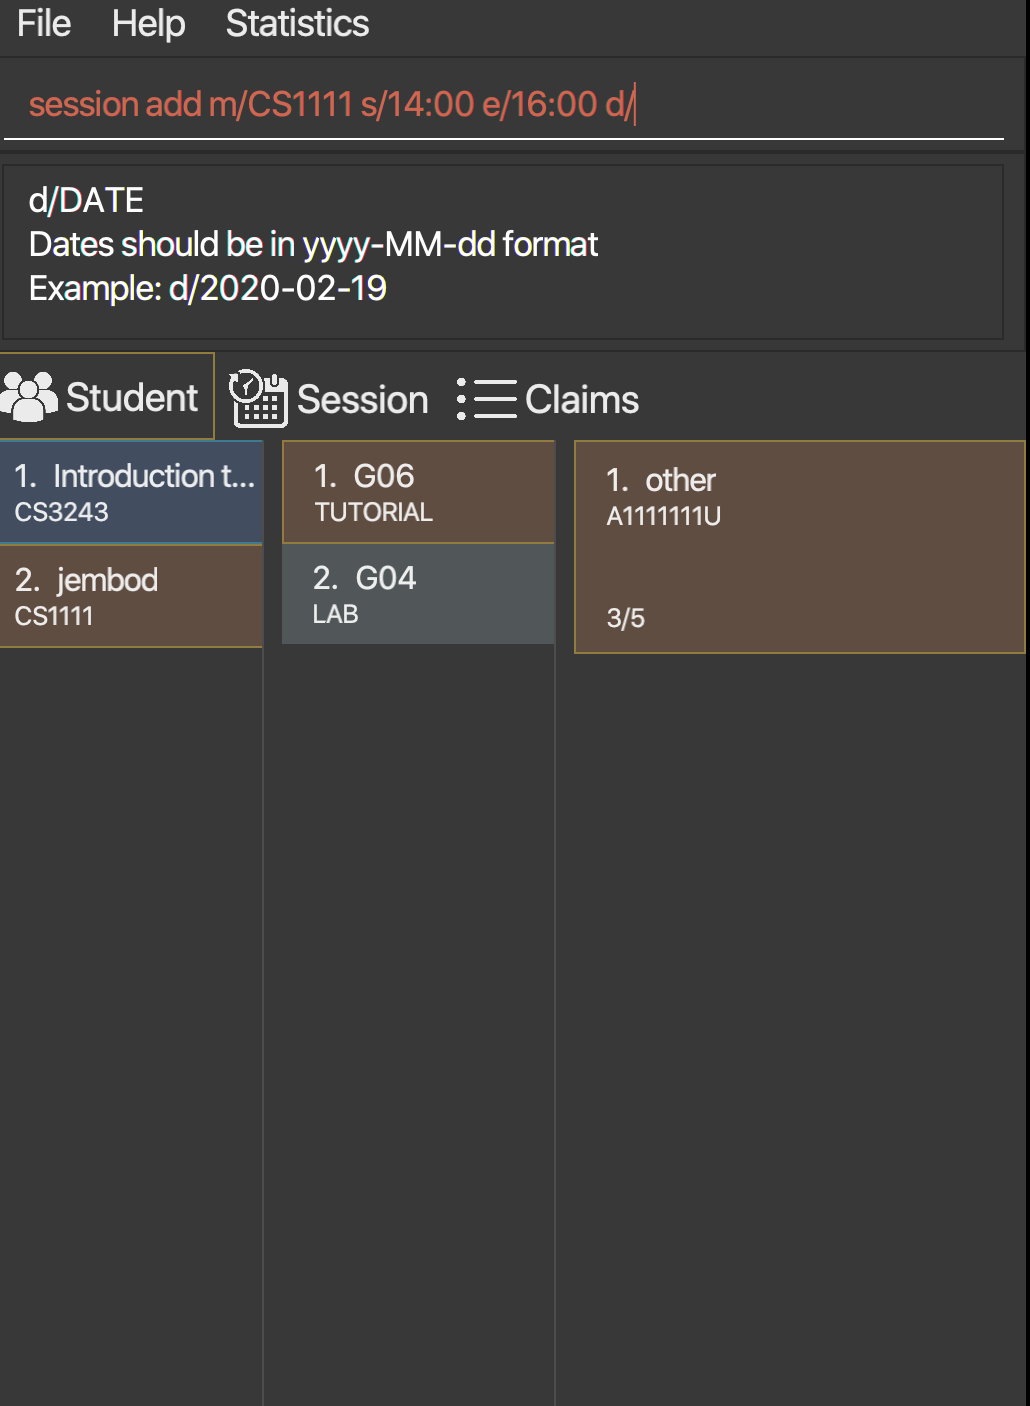 File Help Statistics
session add m/CS1111 s/14:00 e/16:00 d/
d/DATE
Dates should be in yyyy-MM-dd format
Example: d/2020-02-19
Student Session Claims
1. Introduction t...
CS3243
2. jembod
CS1111
1. G06
TUTORIAL
2. G04
LAB
1. other
A1111111U
3/5